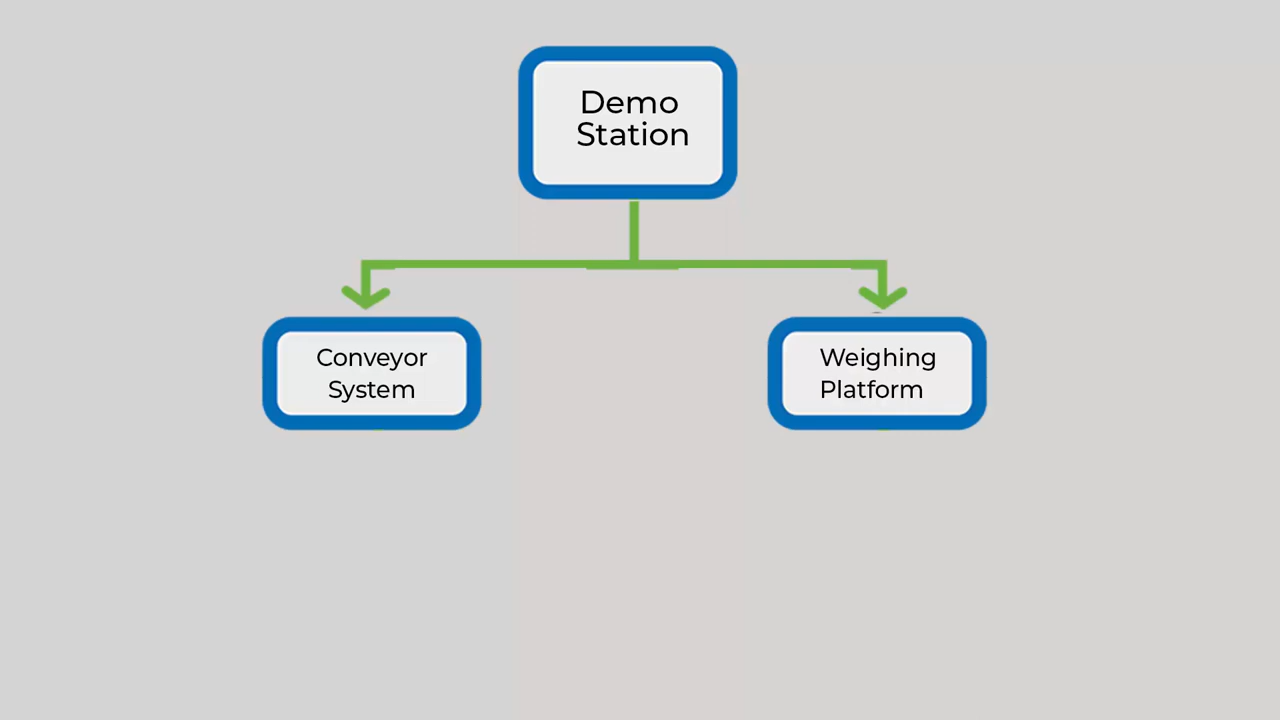 Demo
Station
Conveyor
System
Weighing
Platform